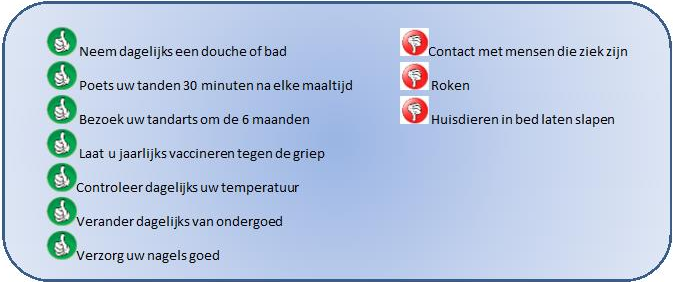 Neem dagelijks een douche of bad
Poets uw tanden 30 minuten na elke maaltijd
Bezoek uw tandarts om de 6 maanden
Laat u jaarlijks vaccineren tegen de griep
Controleer dagelijks uw temperatuur
Verander dagelijks van ondergoed
Verzorg uw nagels goed
Contact met mensen die ziek zijn
Roken
Huisdieren in bed laten slapen